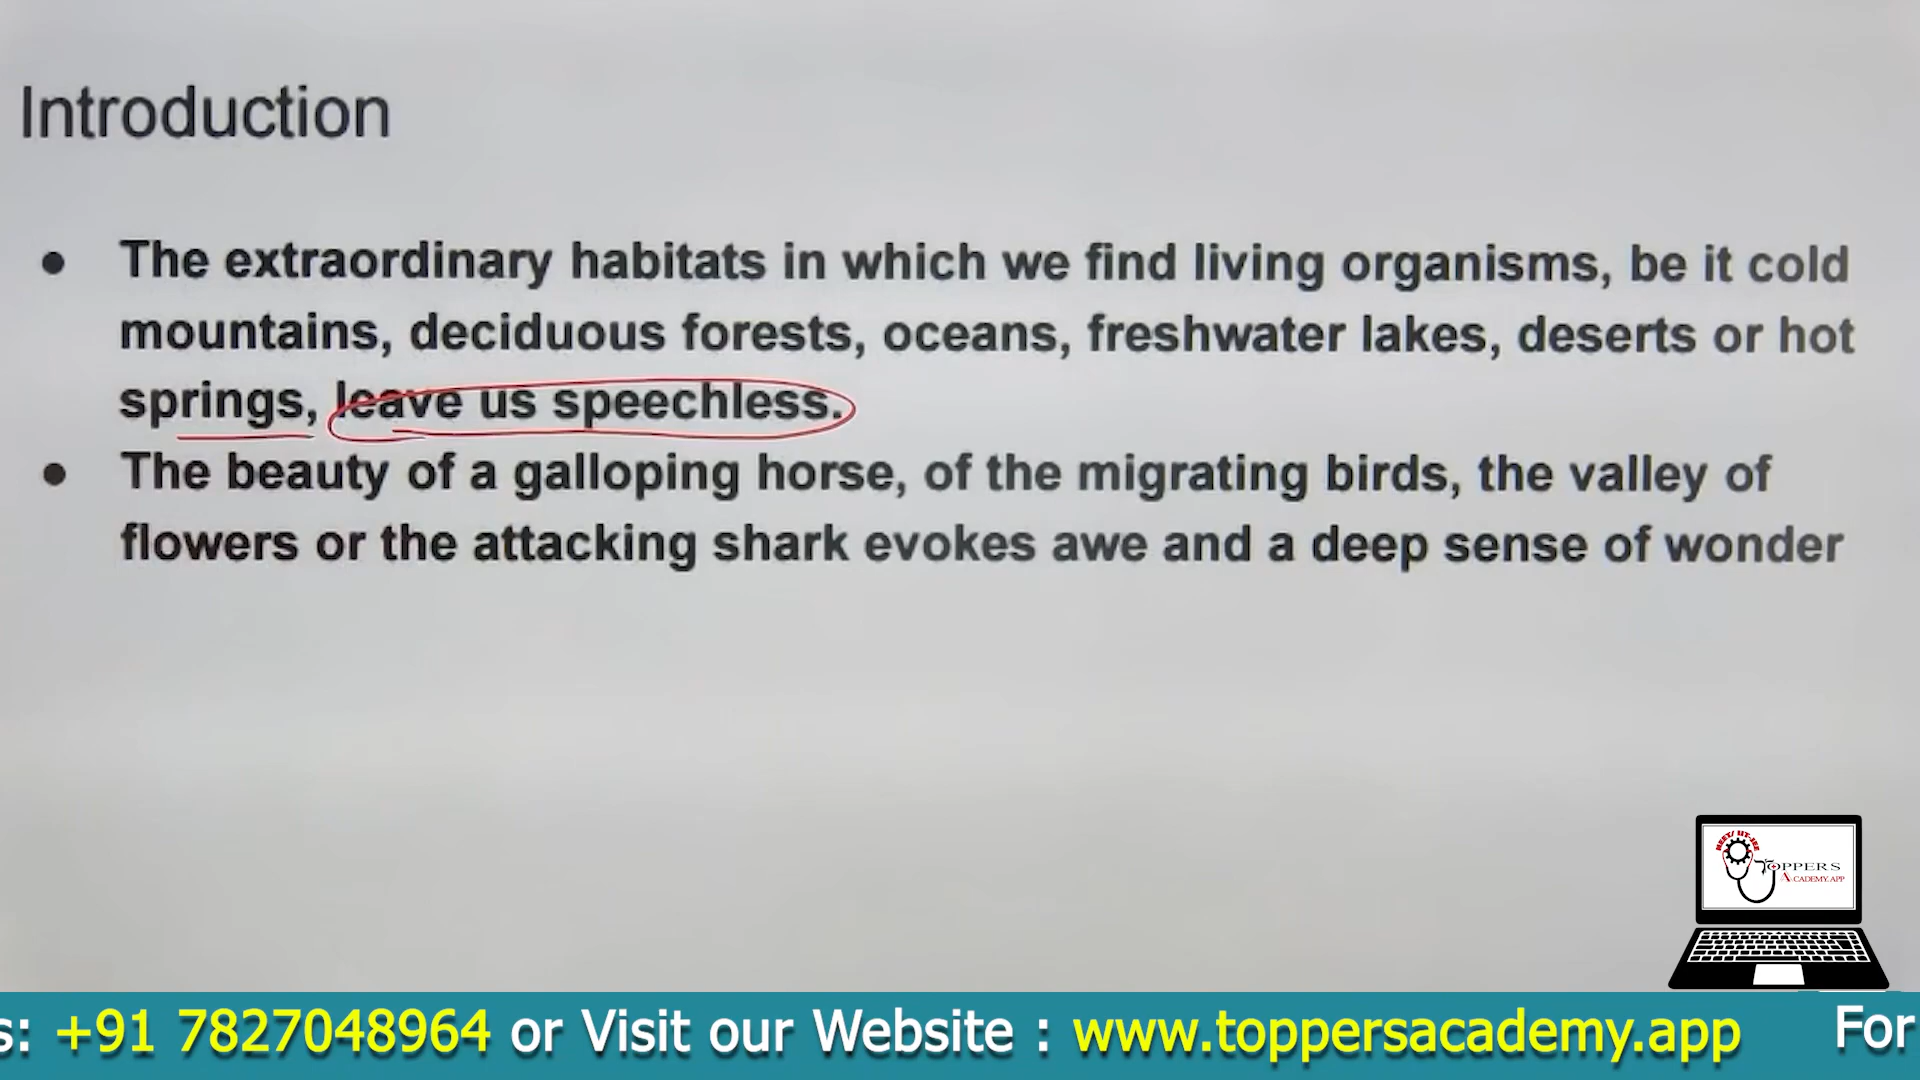 Introduction
● The extraordinary habitats in which we find living organisms, be it cold
mountains, deciduous forests, oceans, freshwater lakes, deserts or hot
springs, leave us speechless.
● The beauty of a galloping horse, of the migrating birds, the valley of
flowers or the attacking shark evokes awe and a deep sense of wonder
NEET/ IIT-JEE
TOPPERS
ACADEMY.APP
s: +91 7827048964 or Visit our Website : www.toppersacademy.app For